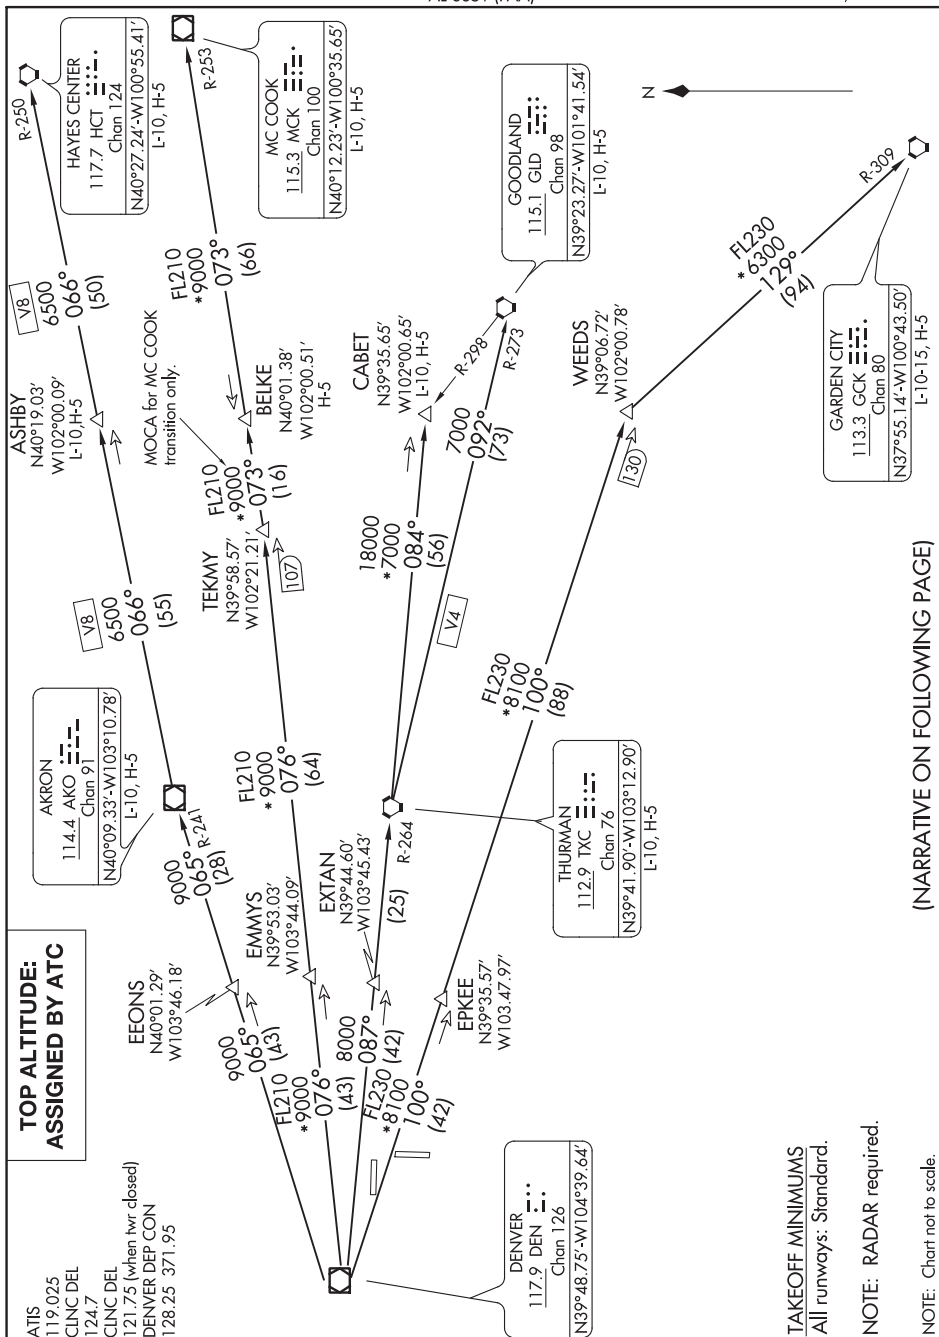 AL-6861 (FAA)
TOP ALTITUDE:
ASSIGNED BY ATC
ATIS
119.025
CLNC DEL
124.7
CLNC DEL
121.75 (when twr closed)
DENVER DEP CON
128.25 371.95
DENVER
117.9 DEN
Chan 126
N39°48.75'-W104°39.64'
9000
065°
(43)
EEONS
N40°01.29'
W103°46.18'
9000
065°
(28)
R-241
AKRON
114.4 AKO
Chan 91
N40°09.33'-W103°10.78'
L-10, H-5
V8
6500
066°
(55)
ASHBY
N40°19.03'
W102°00.09'
L-10,H-5
V8
6500
066°
(50)
R-250
HAYES CENTER
117.7 HCT
Chan 124
N40°27.24'-W100°55.41'
L-10, H-5
FL210
*9000
076°
(43)
EMMYS
N39°53.03'
W103°44.09'
FL210
*9000
076°
(64)
107
TEKMY
N39°58.57'
W102°21.21'
FL210
*9000
073°
(16)
MOCA for MC COOK
transition only.
BELKE
N40°01.38'
W102°00.51'
H-5
FL210
*9000
073°
(66)
R-253
MC COOK
115.3 MCK
Chan 100
N40°12.23'-W100°35.65'
L-10, H-5
8000
087°
(42)
EXTAN
N39°44.60'
W103°45.43'
(25)
R-264
THURMAN
112.9 TXC
Chan 76
N39°41.90'-W103°12.90'
L-10, H-5
18000
*7000
084°
(56)
CABET
N39°35.65'
W102°00.65'
L-10, H-5
R-298
V4
7000
092°
(73)
R-273
GOODLAND
115.1 GLD
Chan 98
N39°23.27'-W101°41.54'
L-10, H-5
FL230
*8100
100°
(42)
EPKEE
N39°35.57'
W103.47.97'
FL230
*8100
100°
(88)
130
WEEDS
N39°06.72'
W102°00.78'
FL230
*6300
129°
(94)
R-309
GARDEN CITY
113.3 GCK
Chan 80
N37°55.14'-W100°43.50'
L-10-15, H-5
N
TAKEOFF MINIMUMS
All runways: Standard.
NOTE: RADAR required.
NOTE: Chart not to scale.
(NARRATIVE ON FOLLOWING PAGE)